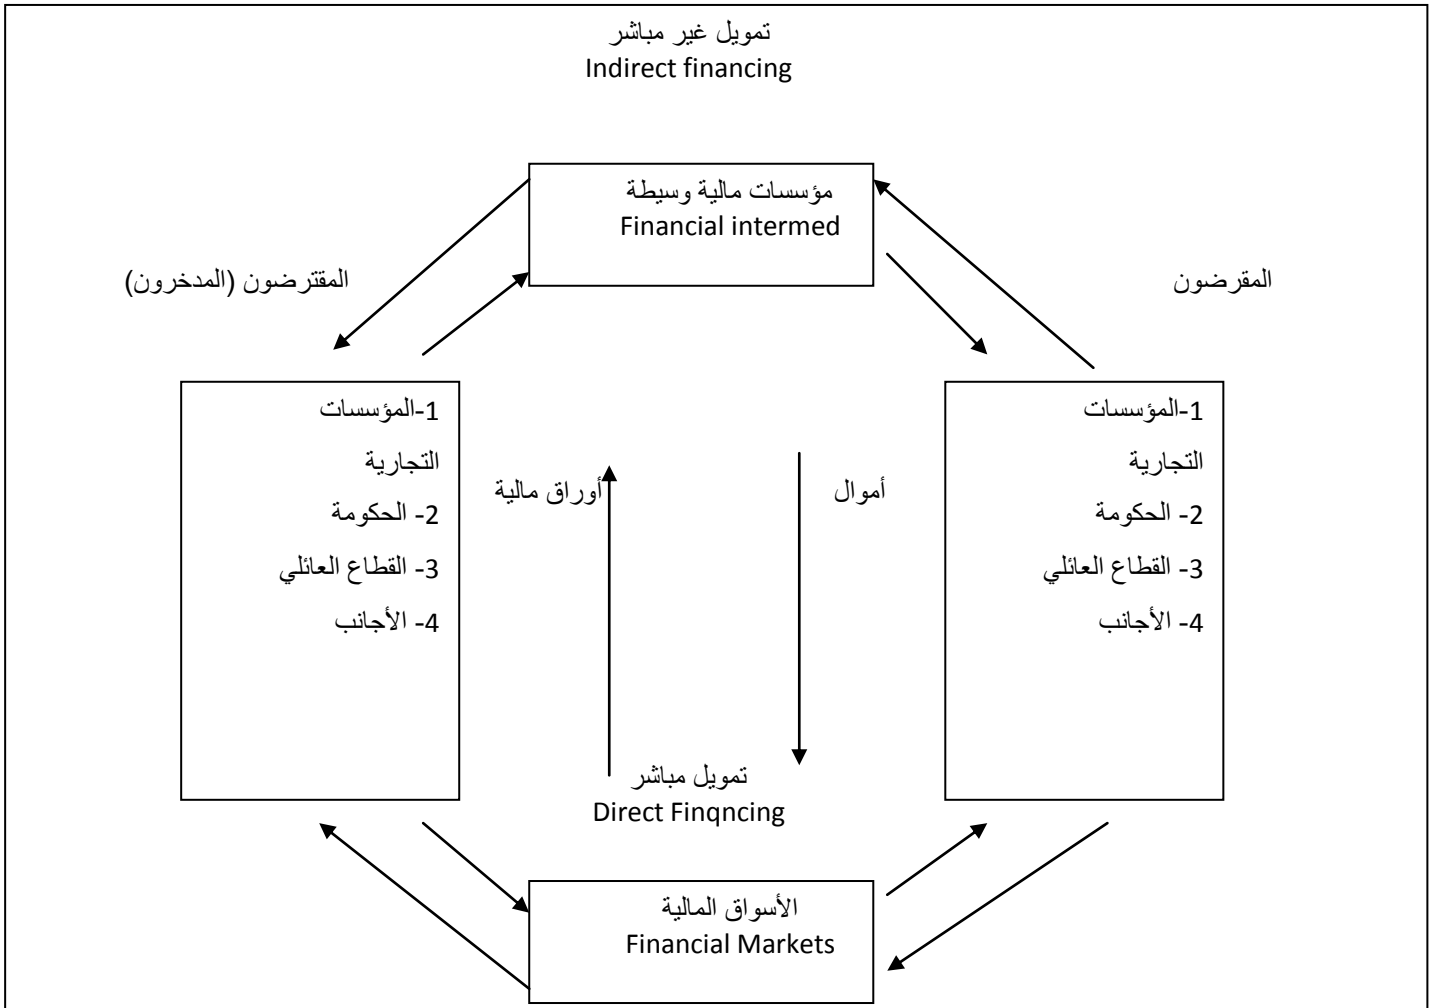 تمويل غير مباشر
Indirect financing
مؤسسات مالية وسيطة
Financial intermed
المقرضون
المقترضون (المدخرون)
1-المؤسسات
التجارية
2- الحكومة
3- القطاع العائلي
4- الأجانب
أموال
أوراق مالية
1-المؤسسات
التجارية
2- الحكومة
3- القطاع العائلي
4- الأجانب
تمويل مباشر
Direct Finqncing
الأسواق المالية
Financial Markets